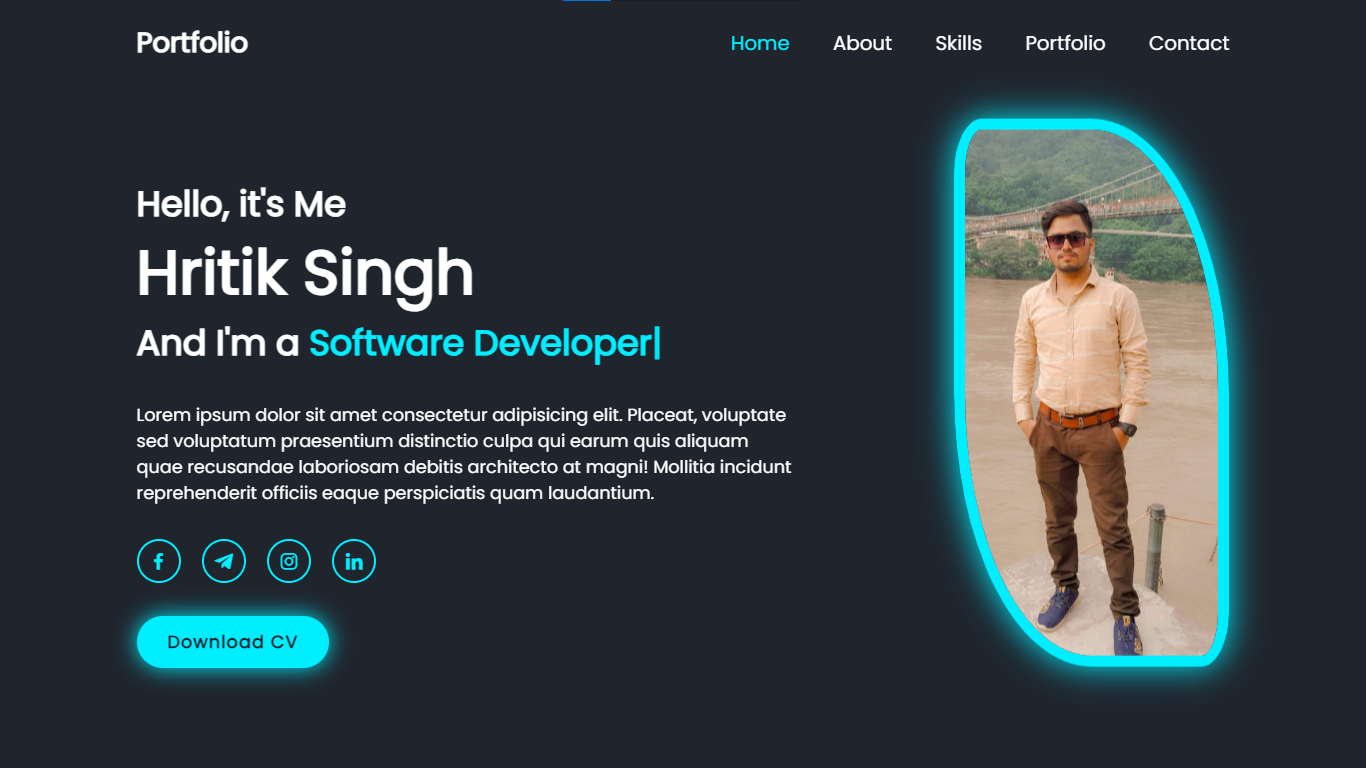 Portfolio
Home About Skills Portfolio Contact
Hello, it's Me
Hritik Singh
And I'm a Software Developer|
Lorem ipsum dolor sit amet consectetur adipisicing elit. Placeat, voluptate
sed voluptatum praesentium distinctio culpa qui earum quis aliquam
quae recusandae laboriosam debitis architecto at magni! Mollitia incidunt
reprehenderit officiis eaque perspiciatis quam laudantium.
Download CV